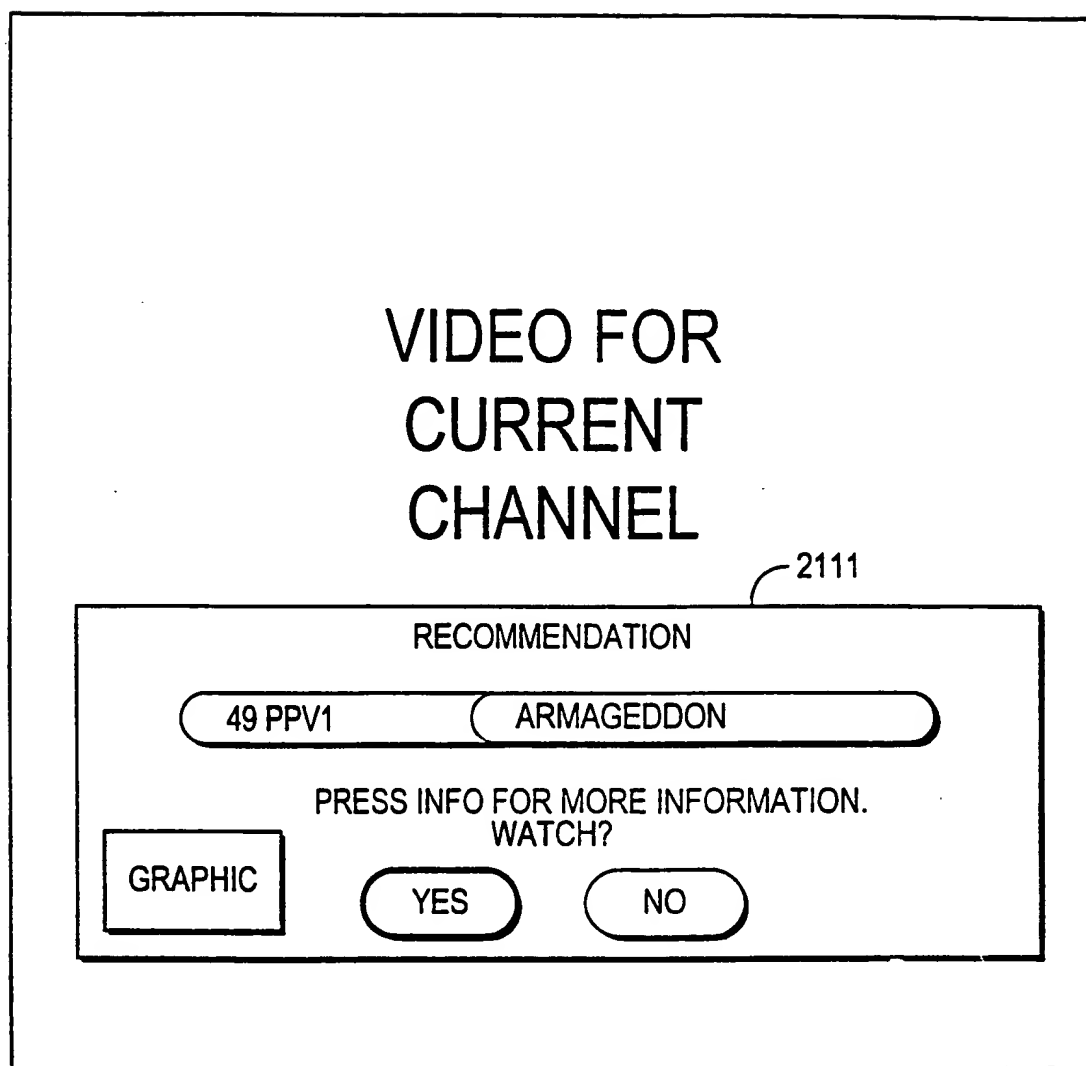 VIDEO FOR
CURRENT
CHANNEL
2111
RECOMMENDATION
49 PPV1 ARMAGEDDON
PRESS INFO FOR MORE INFORMATION.
WATCH?
GRAPHIC YES NO